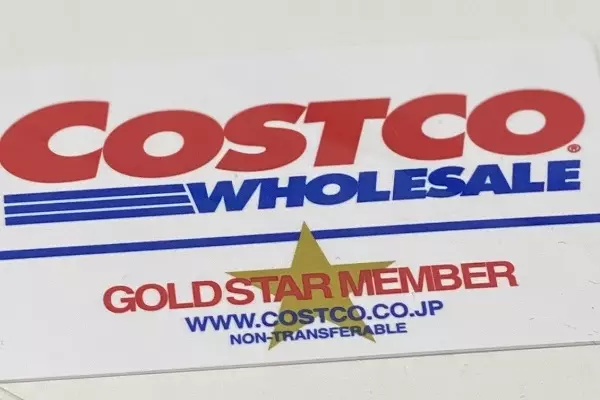 COSTCO®
WHOLESALE
GOLD STAR MEMBER
WWW.COSTCO.CO.JP
NON-TRANSFERABLE